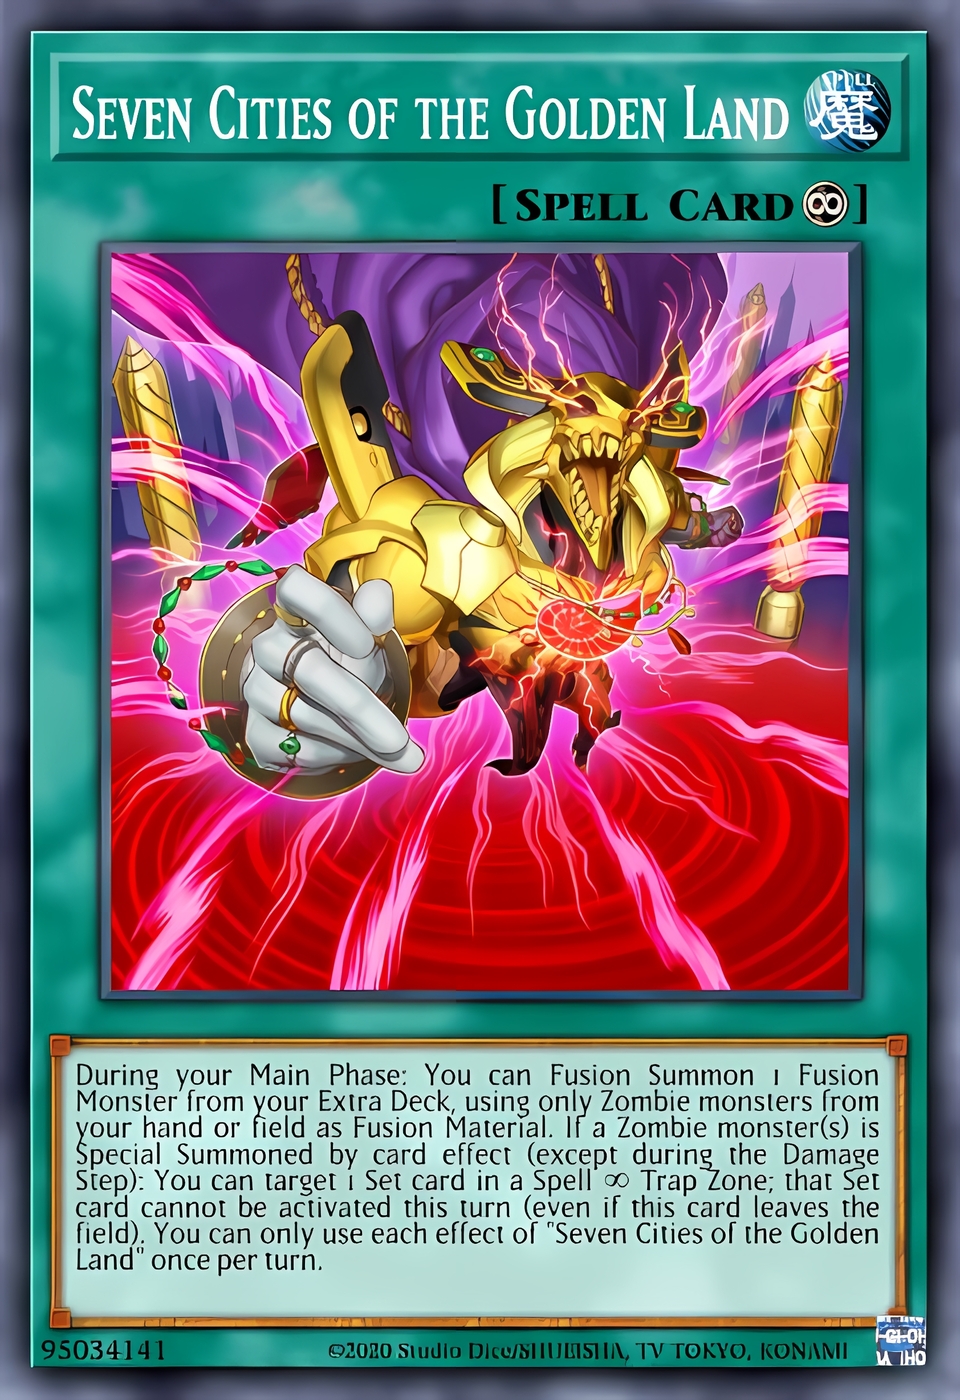 SEVEN CITIES OF THE GOLDEN LAND
魔
[SPELL CARD ∞]
During your Main Phase: You can Fusion Summon 1 Fusion
Monster from your Extra Deck, using only Zombie monsters from
your hand or field as Fusion Material. If a Zombie monster(s) is
Special Summoned by card effect (except during the Damage
Step): You can target 1 Set card in a Spell ∞ Trap Zone; that Set
card cannot be activated this turn (even if this card leaves the
field). You can only use each effect of "Seven Cities of the Golden
Land" once per turn.
95034141 ©2020 Studio Dice/SHUEISHA, TV TOKYO, KONAMI